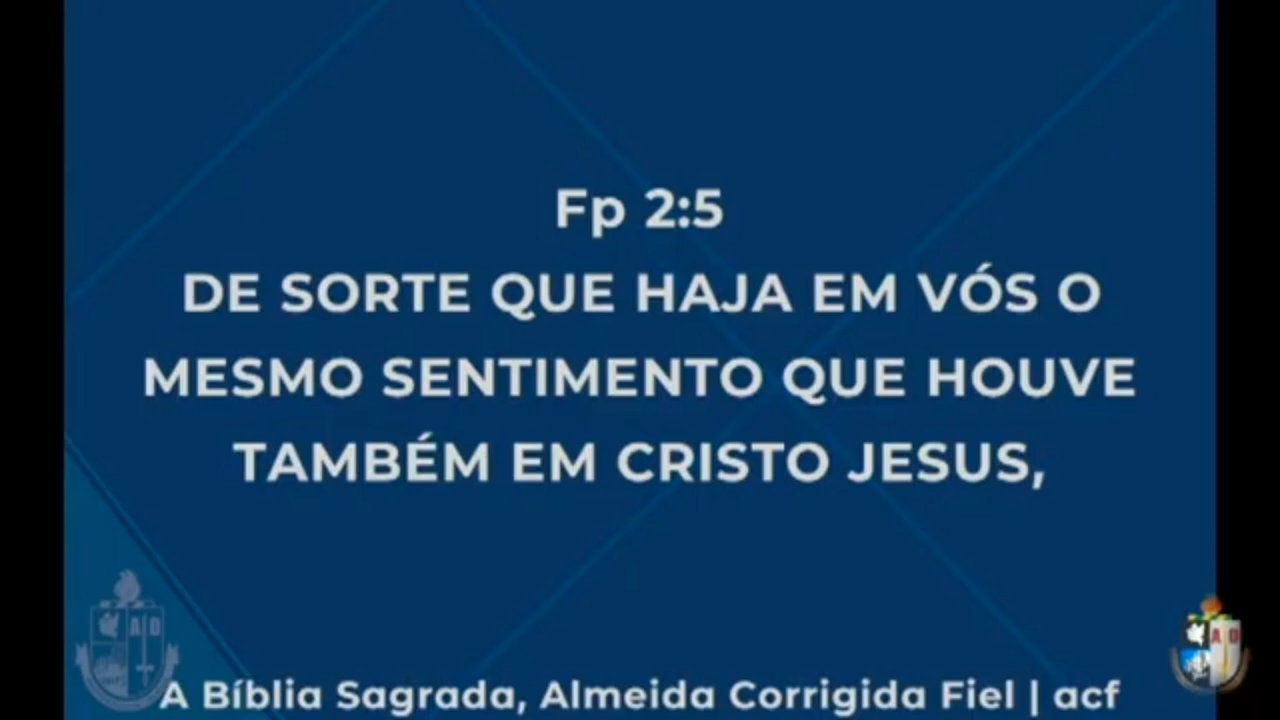 Fp 2:5
DE SORTE QUE HAJA EM VÓS O
MESMO SENTIMENTO QUE HOUVE
TAMBÉM EM CRISTO JESUS,
A D
A D
A Bíblia Sagrada, Almeida Corrigida Fiel | acf